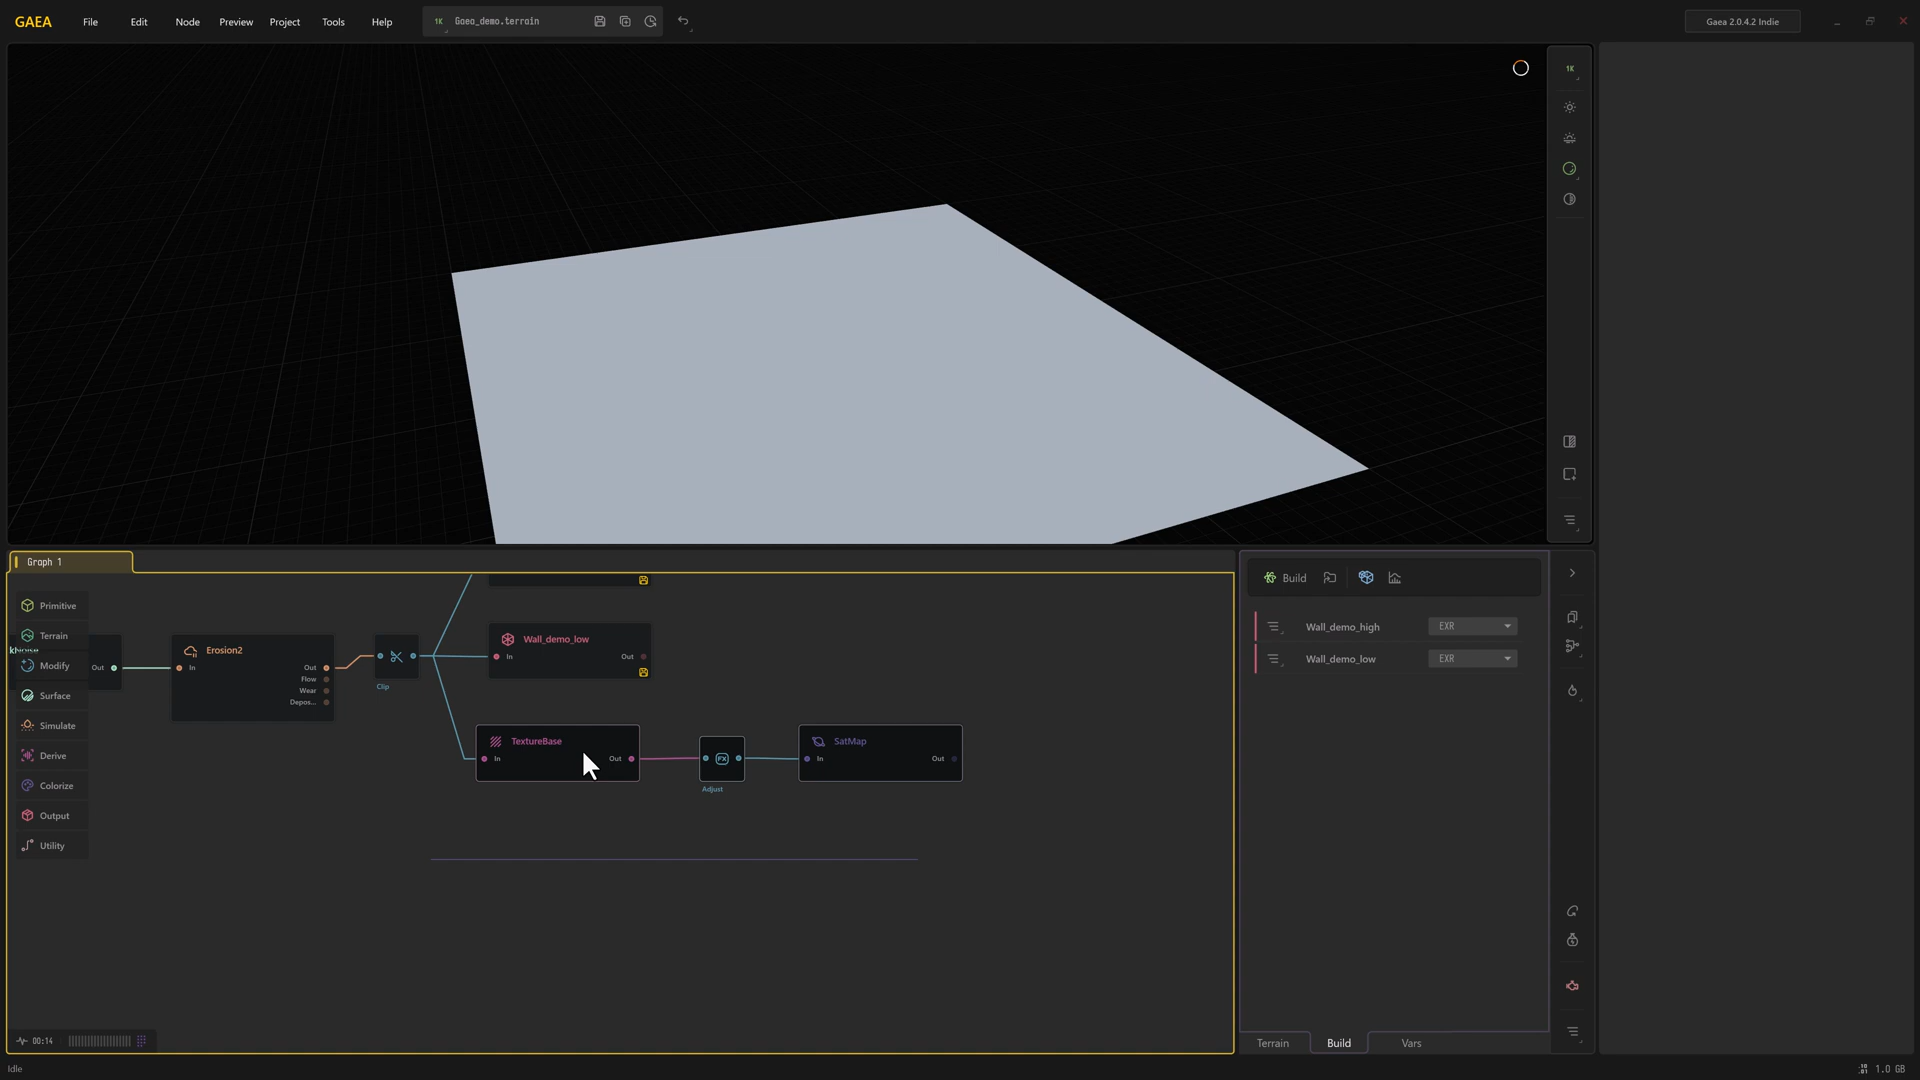 GAEA File Edit Node Preview Project Tools Help 1K Gaea_demo.terrain Gaea 2.0.4.2 Indie
1K
Graph 1
Primitive
Terrain
Modify
Surface
Simulate
Derive
Colorize
Output
Utility
Out
Erosion2
In Out
Flow
Wear
Depos...
Clip
Wall_demo_low
In Out
TextureBase
In Out
FX
Adjust
SatMap
In Out
Build
Wall_demo_high EXR
Wall_demo_low EXR
Terrain Build Vars
00:14
Idle
1.0 GB